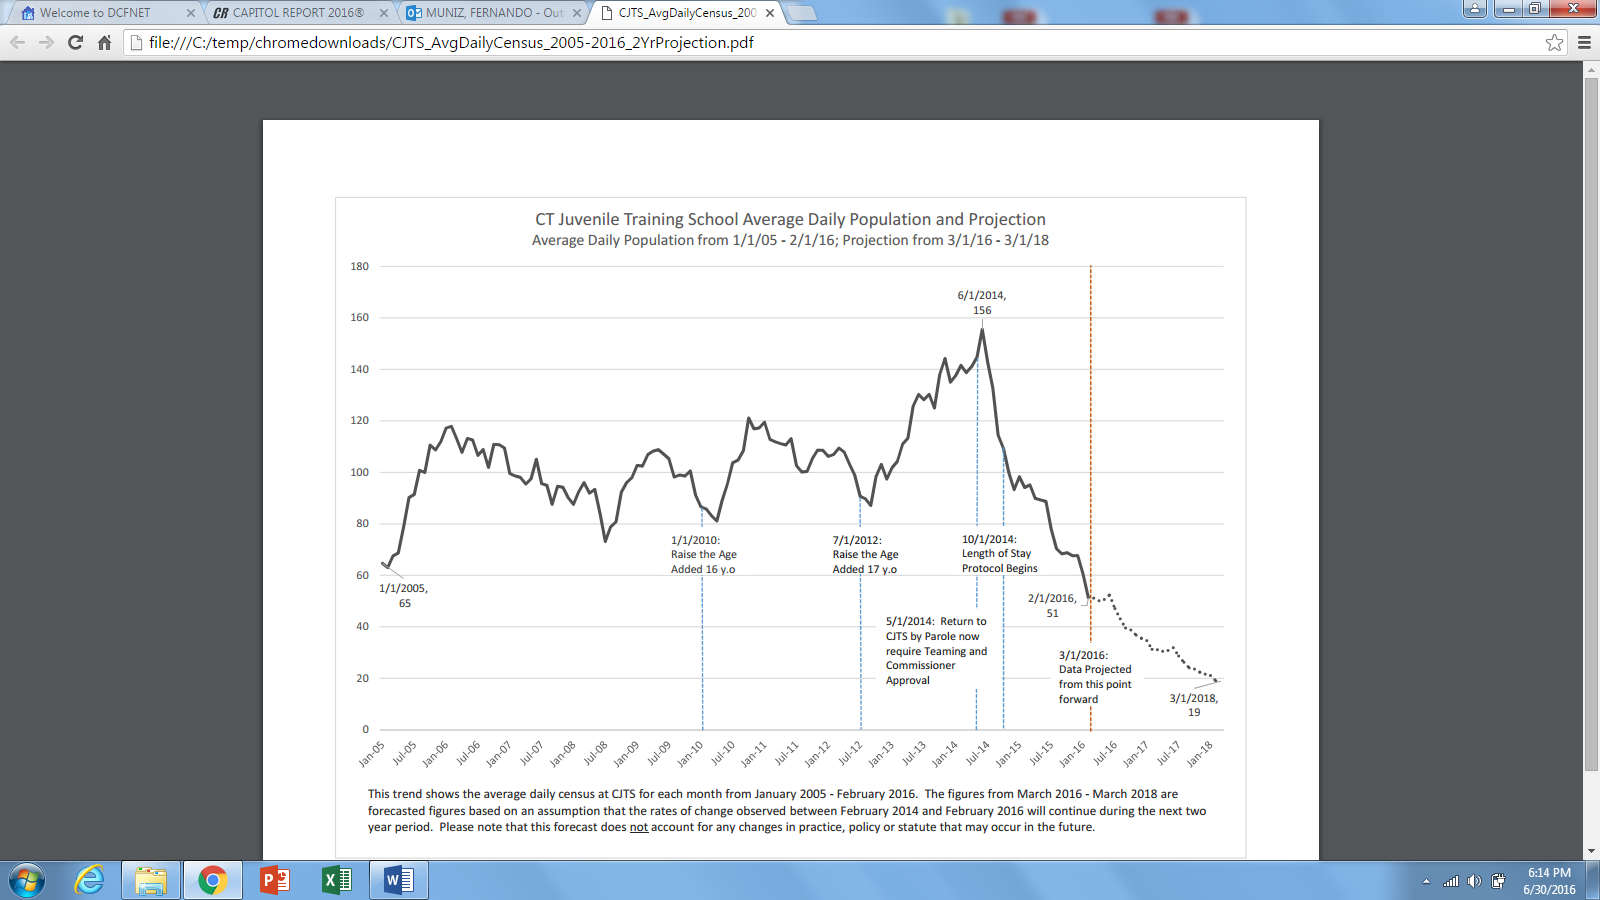 Welcome to DCFNET
CR CAPITOL REPORT 2016®
MUNIZ, FERNANDO - Out
CJTS_AvgDailyCensus_200
file:///C:/temp/chromedownloads/CJTS_AvgDailyCensus_2005-2016_2YrProjection.pdf
CT Juvenile Training School Average Daily Population and Projection
Average Daily Population from 1/1/05 - 2/1/16; Projection from 3/1/16 - 3/1/18
180
160
140
120
100
80
60
40
20
0
6/1/2014,
156
1/1/2005,
65
1/1/2010:
Raise the Age
Added 16 y.o
7/1/2012:
Raise the Age
Added 17 y.o
10/1/2014:
Length of Stay
Protocol Begins
5/1/2014: Return to
CJTS by Parole now
require Teaming and
Commissioner
Approval
2/1/2016,
51
3/1/2016:
Data Projected
from this point
forward
3/1/2018,
19
Jan-05
Jul-05
Jan-06
Jul-06
Jan-07
Jul-07
Jan-08
Jul-08
Jan-09
Jul-09
Jan-10
Jul-10
Jan-11
Jul-11
Jan-12
Jul-12
Jan-13
Jul-13
Jan-14
Jul-14
Jan-15
Jul-15
Jan-16
Jul-16
Jan-17
Jul-17
Jan-18
This trend shows the average daily census at CJTS for each month from January 2005 - February 2016. The figures from March 2016 - March 2018 are
forecasted figures based on an assumption that the rates of change observed between February 2014 and February 2016 will continue during the next two
year period. Please note that this forecast does not account for any changes in practice, policy or statute that may occur in the future.
6:14 PM
6/30/2016